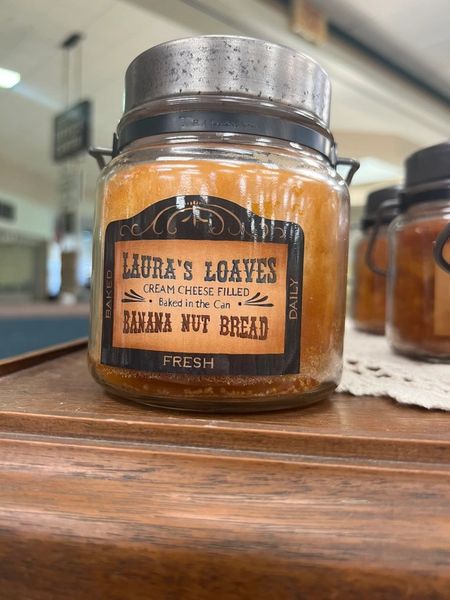 LAURA'S LOAVES
CREAM CHEESE FILLED
Baked in the Can
BANANA NUT BREAD
BAKED
FRESH
DAILY